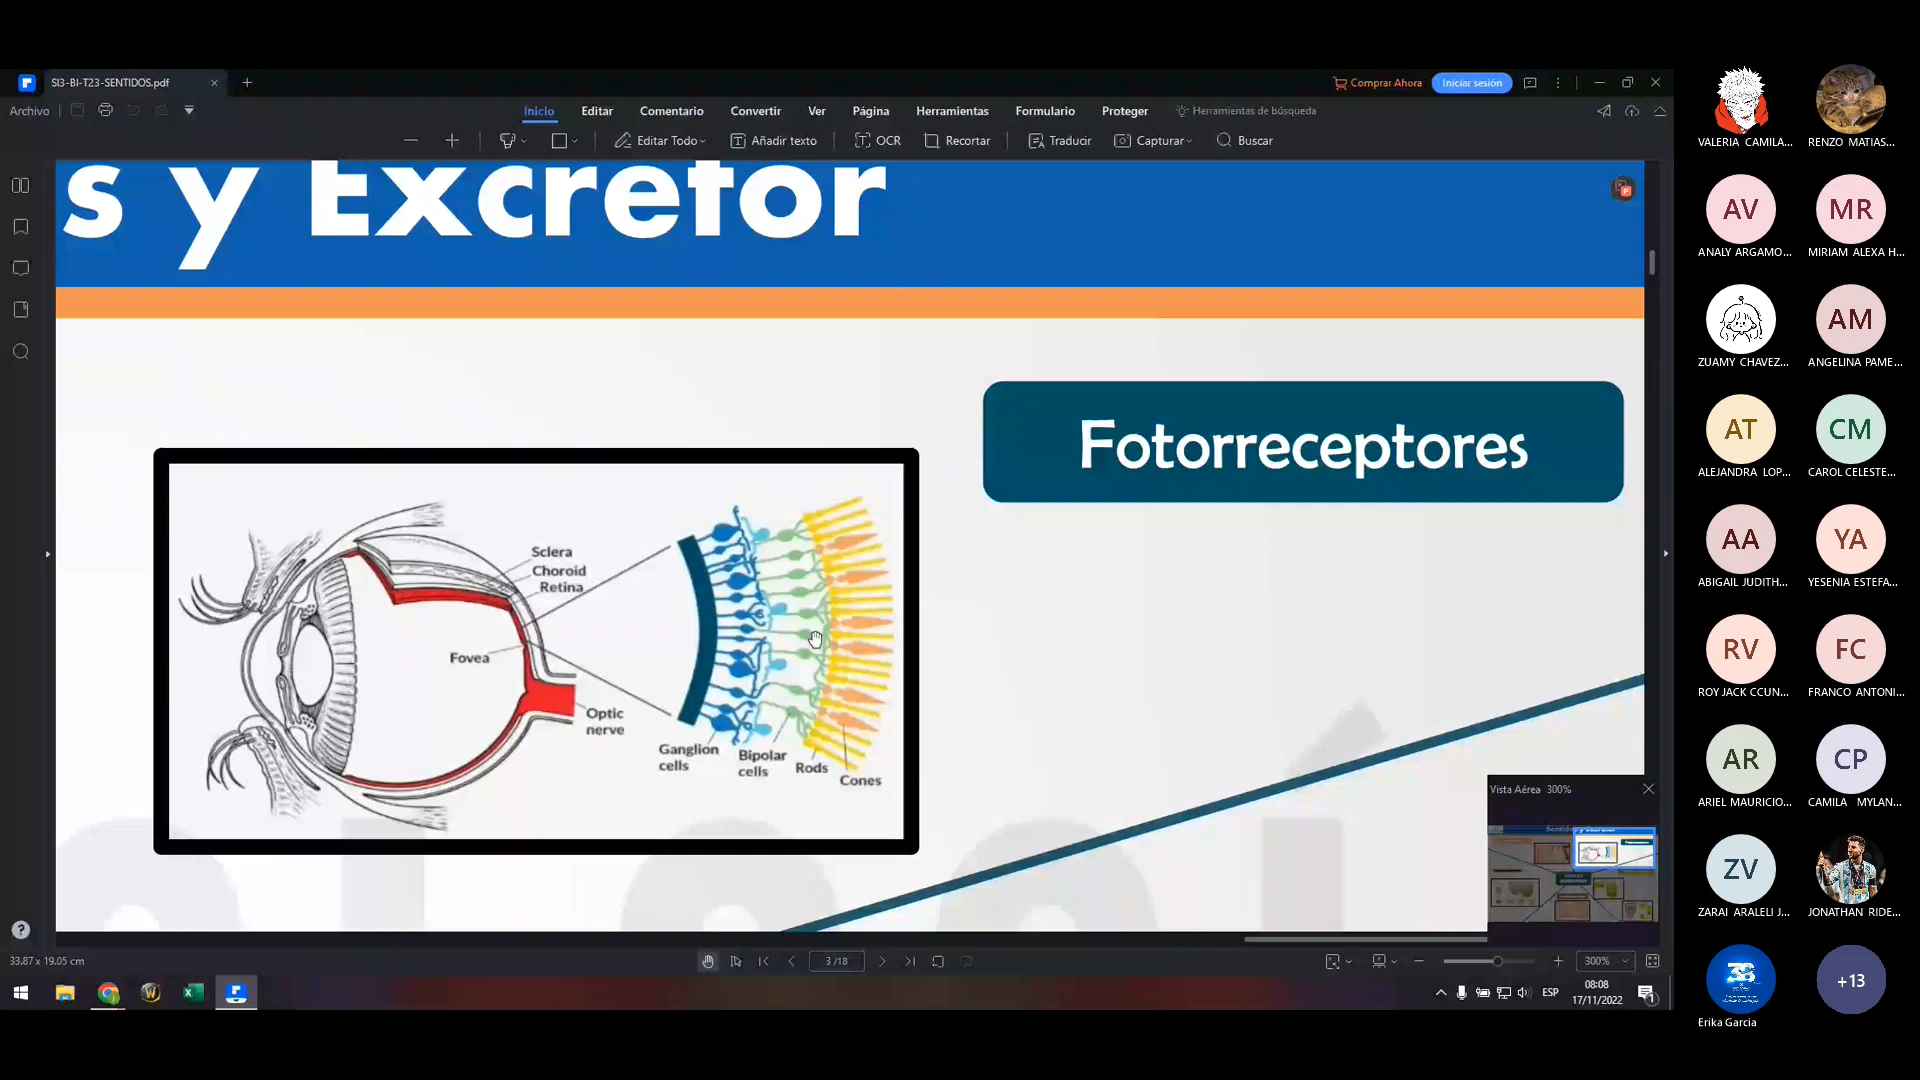 SI3-BI-T23-SENTIDOS.pdf
Comprar Ahora
Iniciar sesión
Archivo
Inicio
Editar
Comentario
Convertir
Ver
Página
Herramientas
Formulario
Proteger
Herramientas de búsqueda
Editar Todo
Añadir texto
OCR
Recortar
Traducir
Capturar
Buscar
s y Excretor
Fotorreceptores
Sclera
Choroid
Retina
Fovea
Optic
nerve
Ganglion
cells
Bipolar
cells
Rods
Cones
Vista Aérea 300%
33.87 x 19.05 cm
3 /18
300%
ESP
08:08
17/11/2022
1
VALERIA CAMILA...
RENZO MATIAS...
AV
ANALY ARGAMO...
MR
MIRIAM ALEXA H...
ZUAMY CHAVEZ...
AM
ANGELINA PAME...
AT
ALEJANDRA LOP...
CM
CAROL CELESTE...
AA
ABIGAIL JUDITH...
YA
YESENIA ESTEFA...
RV
ROY JACK CCUN...
FC
FRANCO ANTONI...
AR
ARIEL MAURICIO...
CP
CAMILA MYLAN...
ZV
ZARAI ARALELI J...
JONATHAN RIDE...
Erika Garcia
+13